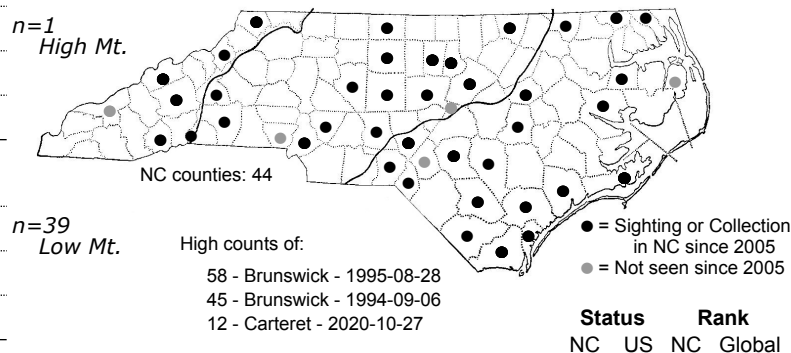 n=1
High Mt.
NC counties: 44
n=39
Low Mt.
High counts of:
58 - Brunswick - 1995-08-28
45 - Brunswick - 1994-09-06
12 - Carteret - 2020-10-27
= Sighting or Collection
in NC since 2005
= Not seen since 2005
Status Rank
NC US NC Global